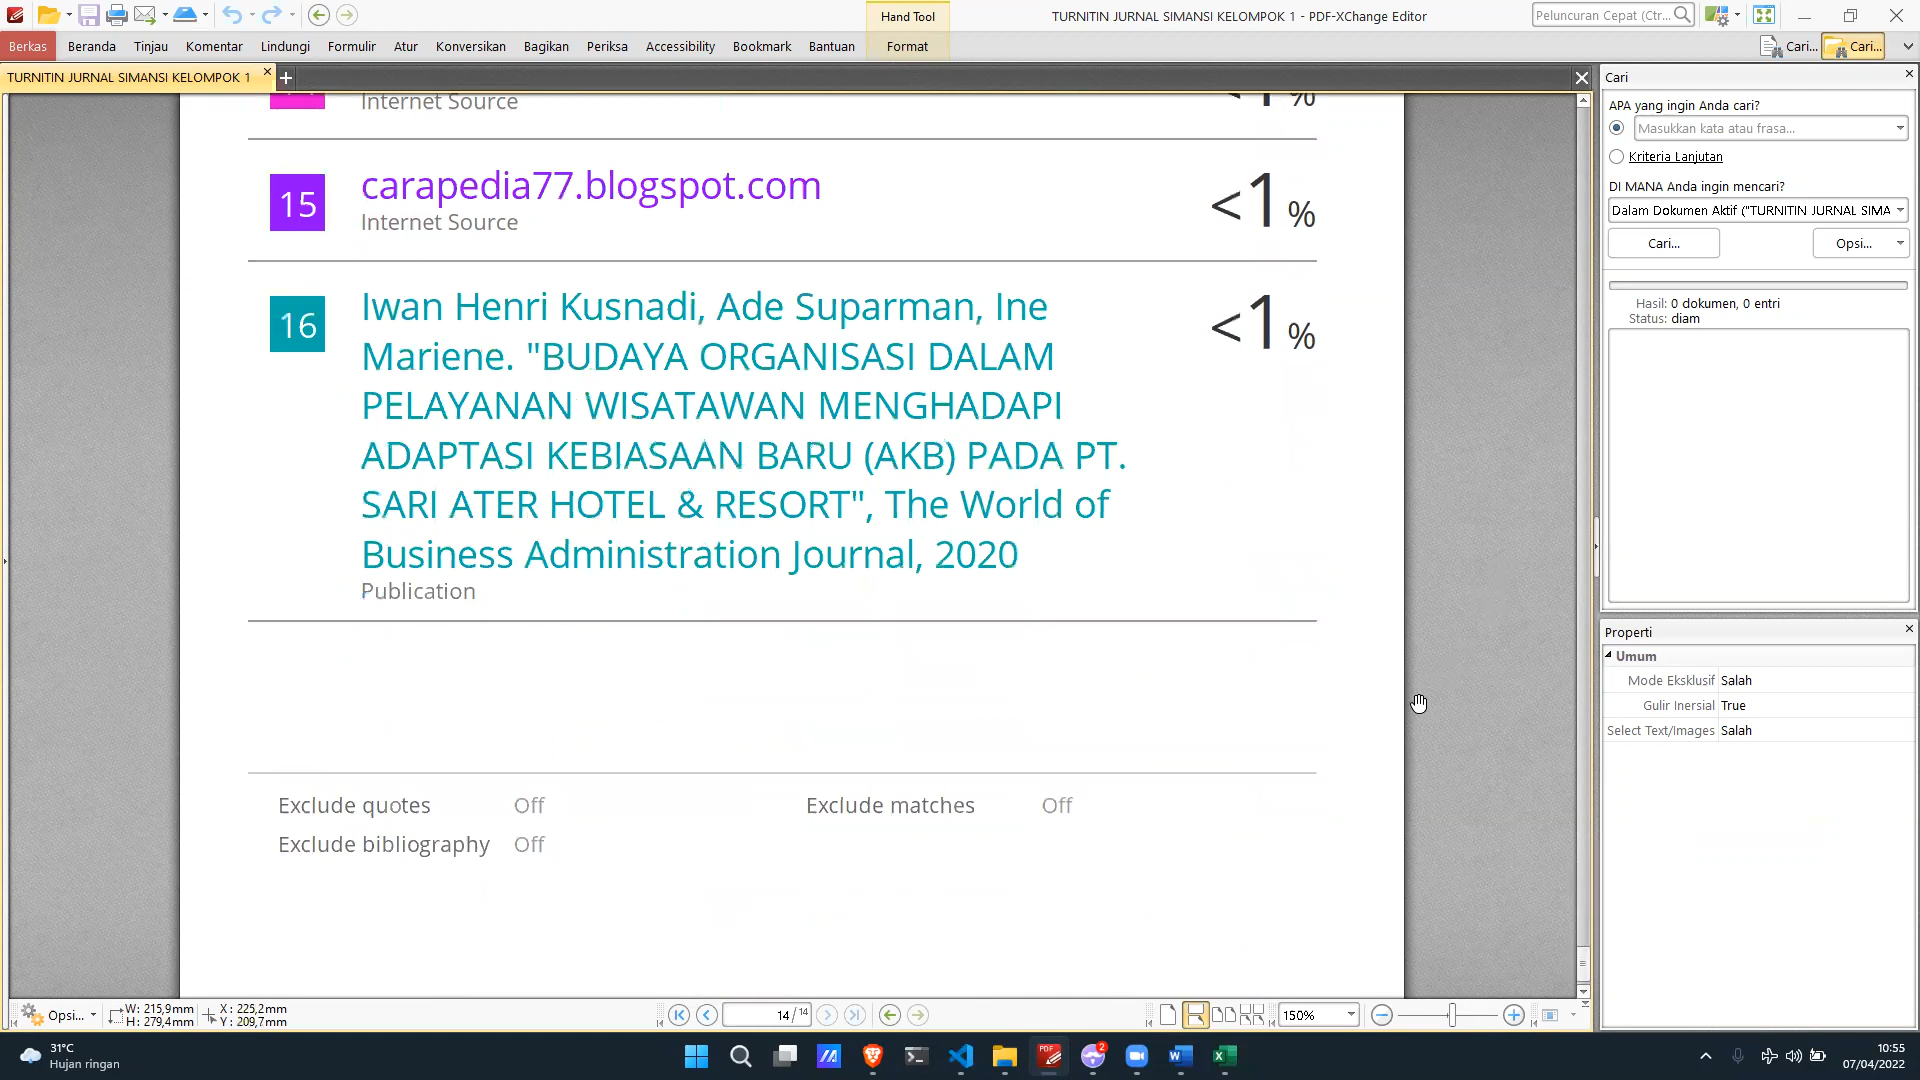 Hand Tool
TURNITIN JURNAL SIMANSI KELOMPOK 1 - PDF-XChange Editor
Peluncuran Cepat (Ctr...
Berkas
Beranda
Tinjau
Komentar
Lindungi
Formulir
Atur
Konversikan
Bagikan
Periksa
Accessibility
Bookmark
Bantuan
Format
Cari...
Cari...
TURNITIN JURNAL SIMANSI KELOMPOK 1
Internet Source
<1%
15
carapedia77.blogspot.com
Internet Source
<1%
16
Iwan Henri Kusnadi, Ade Suparman, Ine
Mariene. "BUDAYA ORGANISASI DALAM
PELAYANAN WISATAWAN MENGHADAPI
ADAPTASI KEBIASAAN BARU (AKB) PADA PT.
SARI ATER HOTEL & RESORT", The World of
Business Administration Journal, 2020
Publication
<1%
Exclude quotes Off
Exclude matches Off
Exclude bibliography Off
Cari
APA yang ingin Anda cari?
Masukkan kata atau frasa...
Kriteria Lanjutan
DI MANA Anda ingin mencari?
Dalam Dokumen Aktif ("TURNITIN JURNAL SIMA
Cari...
Opsi...
Hasil: 0 dokumen, 0 entri
Status: diam
Properti
Umum
Mode Eksklusif Salah
Gulir Inersial True
Select Text/Images Salah
Opsi...
W: 215,9mm
H: 279,4mm
X: 225,2mm
Y: 209,7mm
14 / 14
150%
31°C
Hujan ringan
PDF
2
10:55
07/04/2022